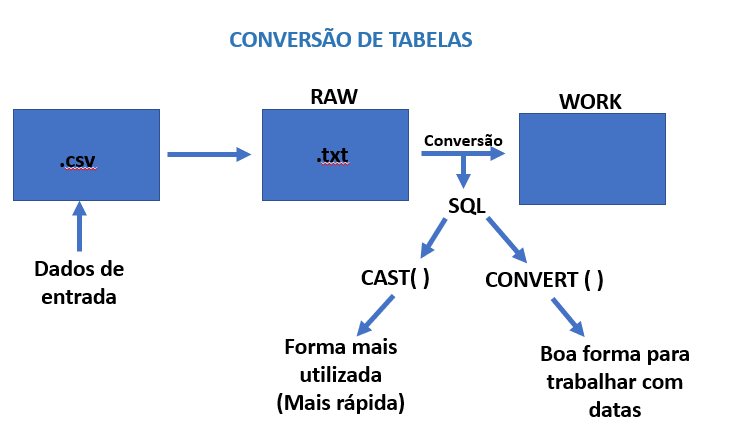 CONVERSÃO DE TABELAS
RAW
WORK
.csv
.txt
Conversão
SQL
Dados de
entrada
CAST( )
CONVERT ( )
Forma mais
utilizada
(Mais rápida)
Boa forma para
trabalhar com
datas